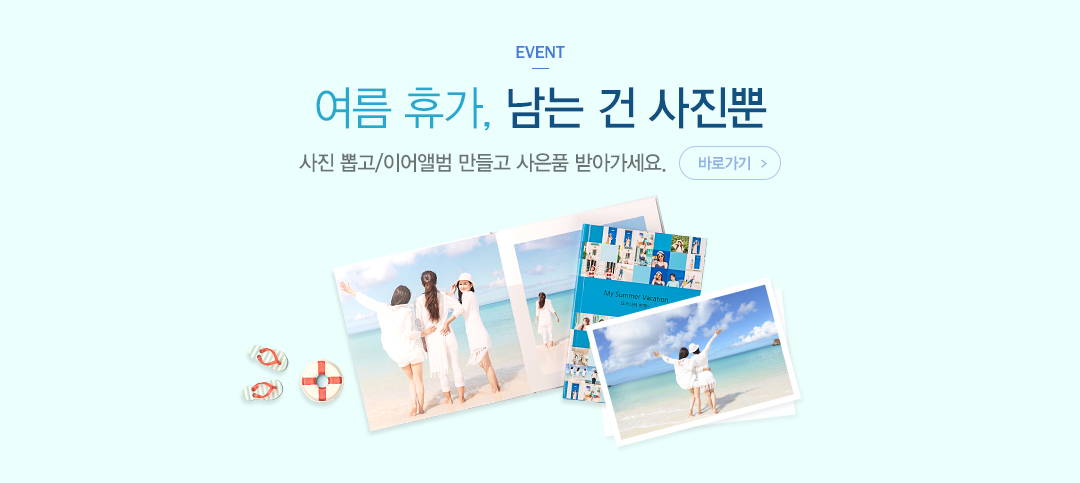 EVENT
여름 휴가, 남는 건 사진뿐
사진 뽑고/이어앨범 만들고 사은품 받아가세요. 바로가기 >
My Summer Vacation